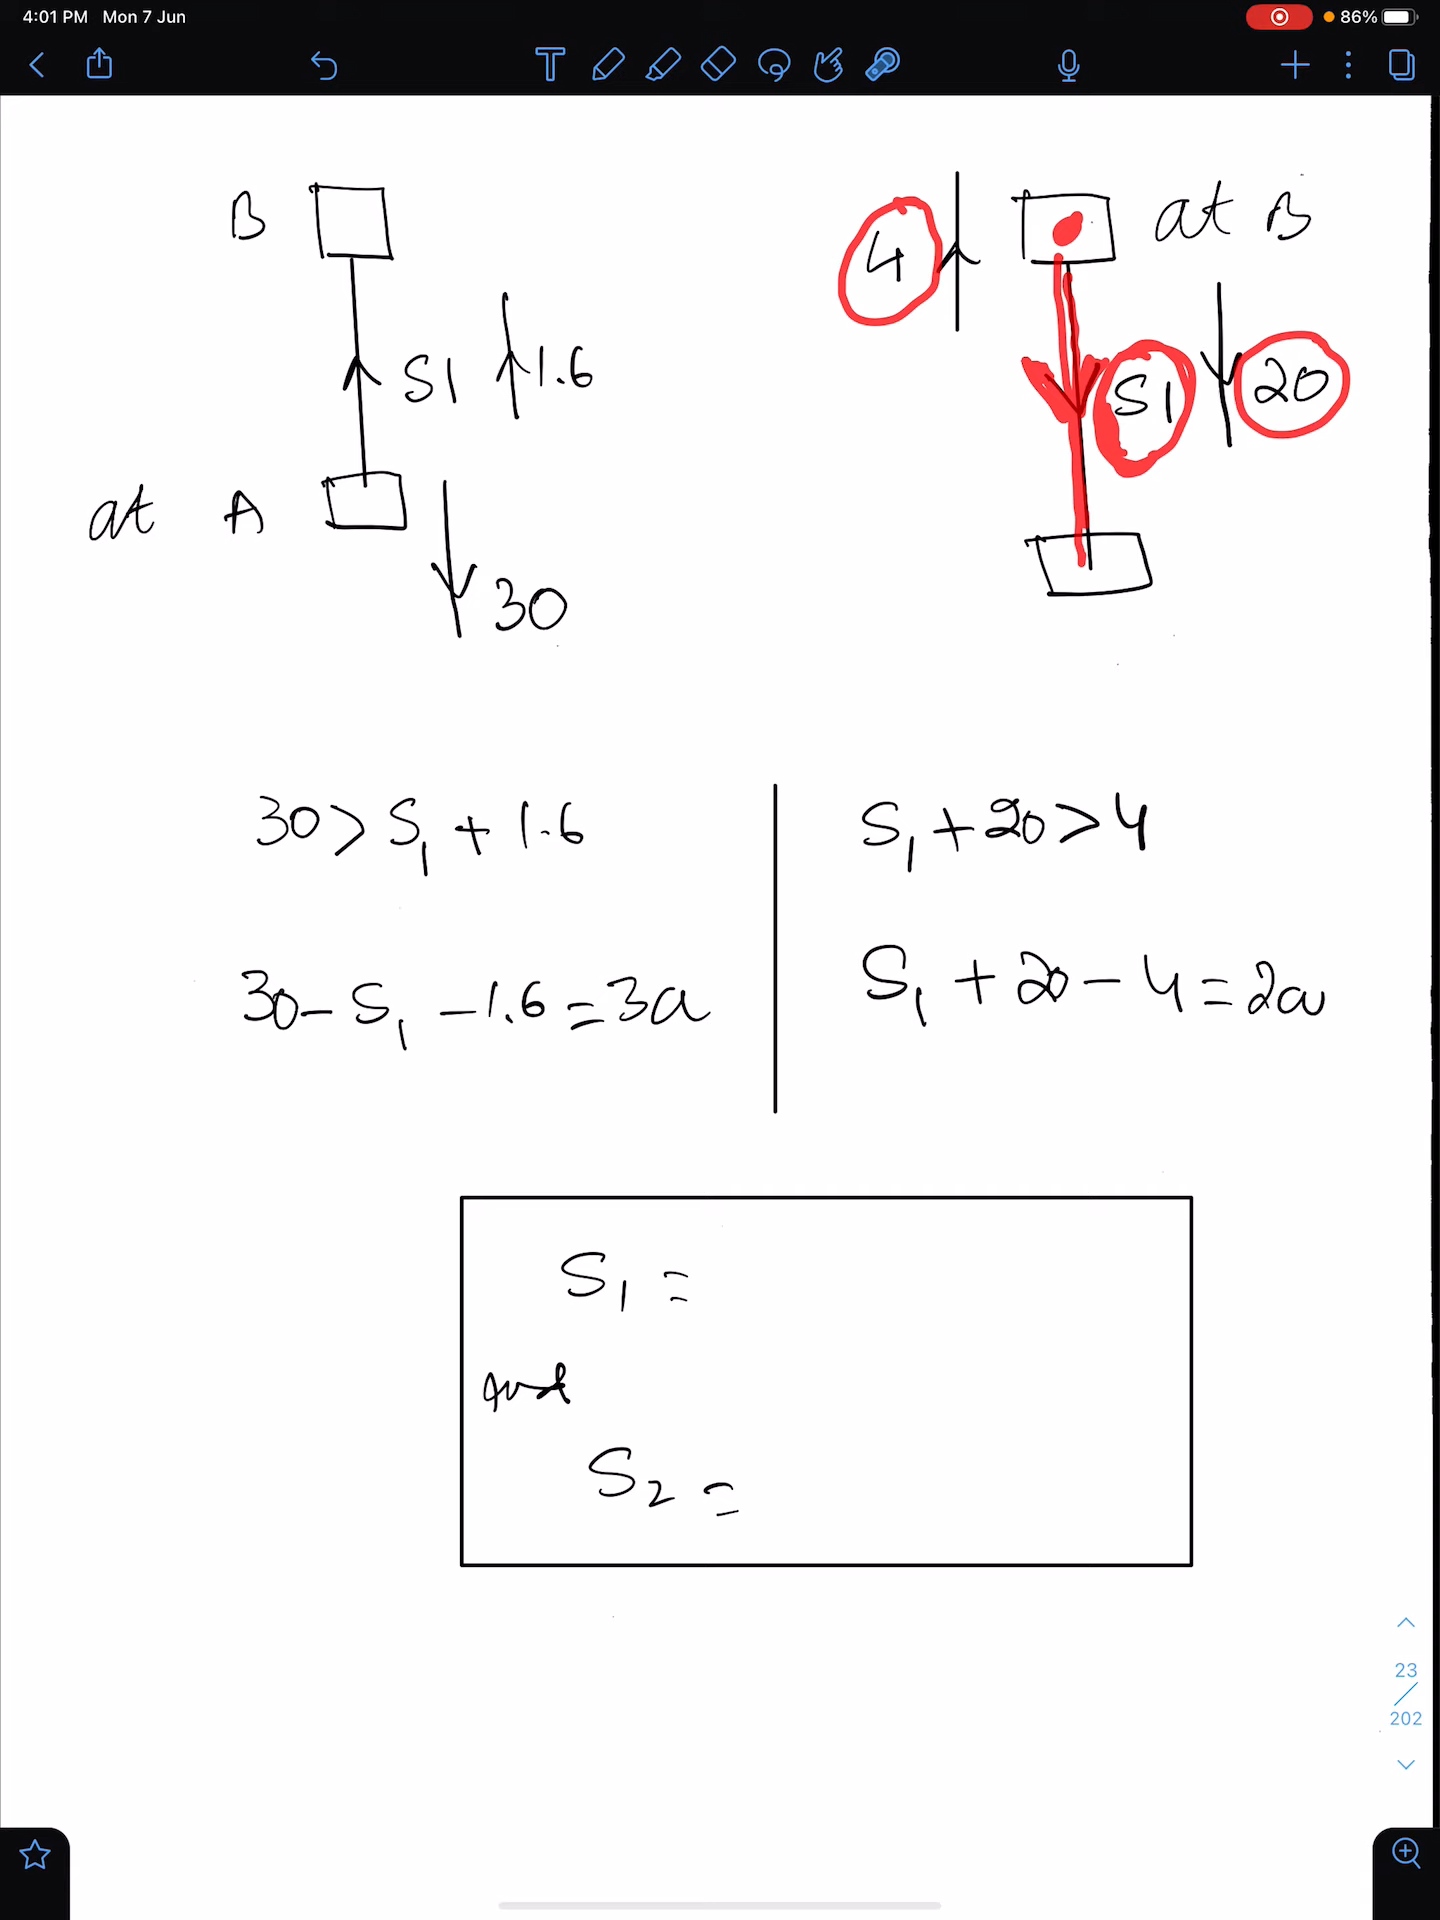 4:01 PM Mon 7 Jun 86%
B 4 at B
S1 1.6 S1 20
at A
30
30 > S₁ + 1.6 S₁ + 20 > 4
30 - S₁ - 1.6 = 3a S₁ + 20 - 4 = 2a
S₁ =
and
S₂ =
23
/
202